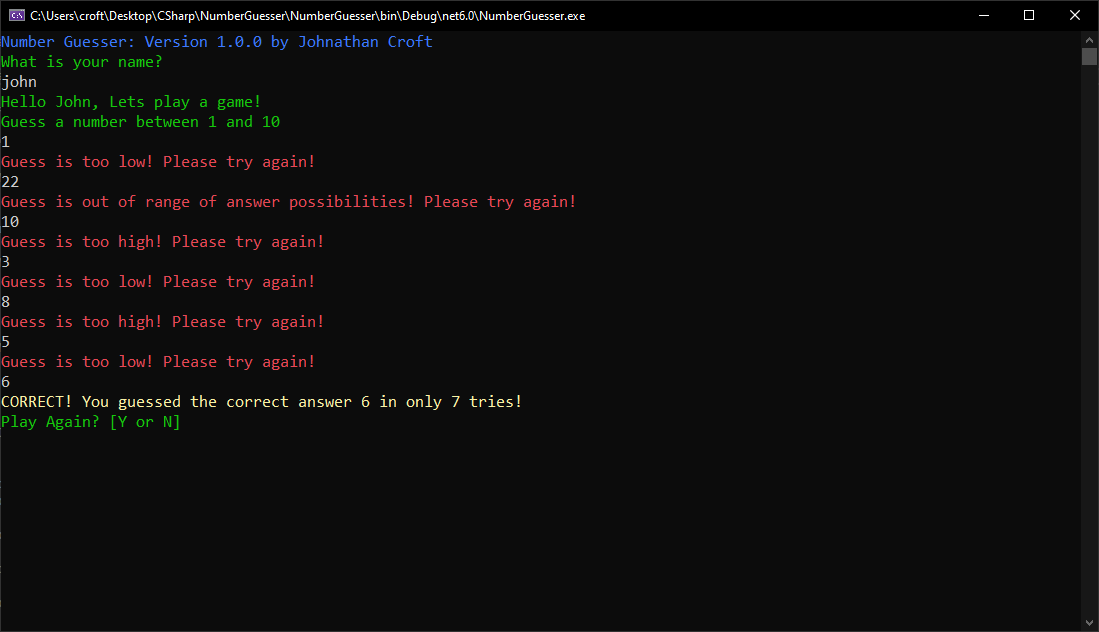 C:\Users\croft\Desktop\CSharp\NumberGuesser\NumberGuesser\bin\Debug\net6.0\NumberGuesser.exe
Number Guesser: Version 1.0.0 by Johnathan Croft
What is your name?
john
Hello John, Lets play a game!
Guess a number between 1 and 10
1
Guess is too low! Please try again!
22
Guess is out of range of answer possibilities! Please try again!
10
Guess is too high! Please try again!
3
Guess is too low! Please try again!
8
Guess is too high! Please try again!
5
Guess is too low! Please try again!
6
CORRECT! You guessed the correct answer 6 in only 7 tries!
Play Again? [Y or N]